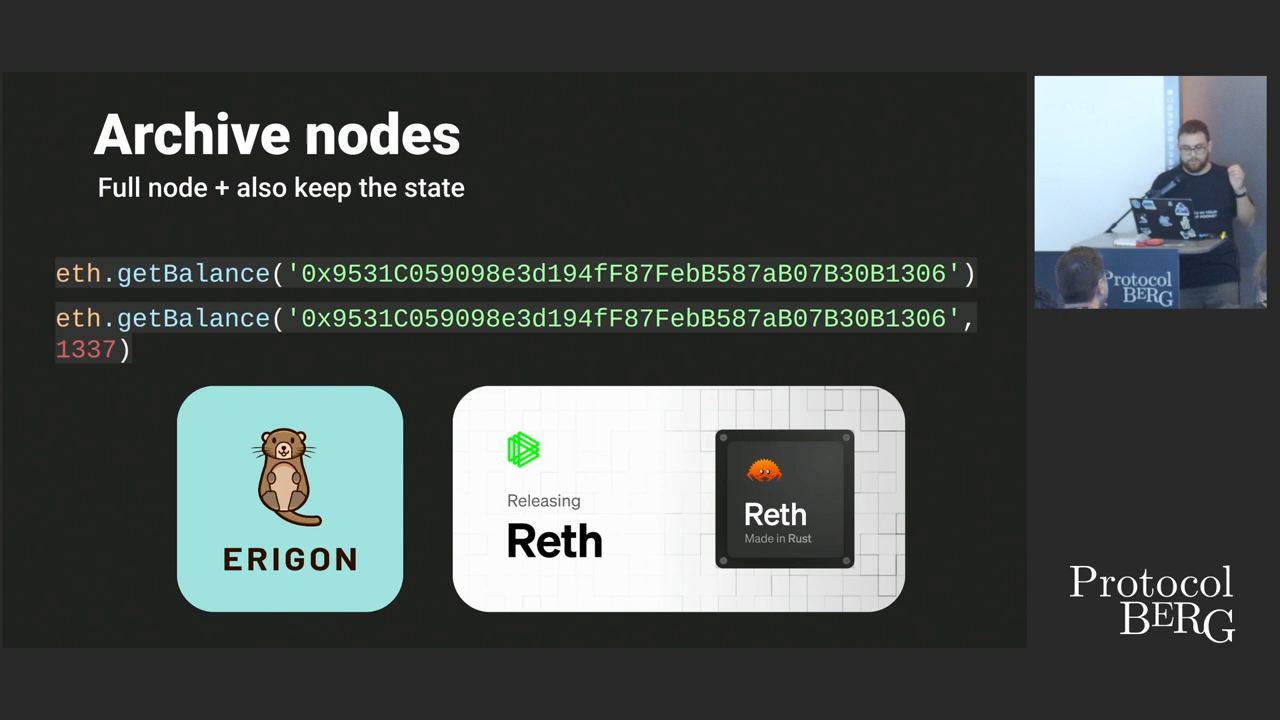 Archive nodes
Full node + also keep the state
eth.getBalance('0x9531C059098e3d194fF87FebB587aB07B30B1306')
eth.getBalance('0x9531C059098e3d194fF87FebB587aB07B30B1306',
1337)
ERIGON
Releasing
Reth
Reth
Made in Rust
Protocol
BERG
Protocol
BERG